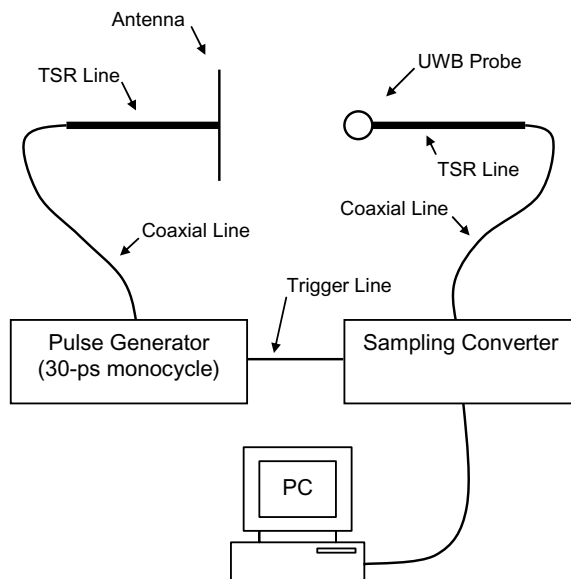 Antenna
TSR Line
UWB Probe
TSR Line
Coaxial Line
Coaxial Line
Trigger Line
Pulse Generator
(30-ps monocycle)
Sampling Converter
PC